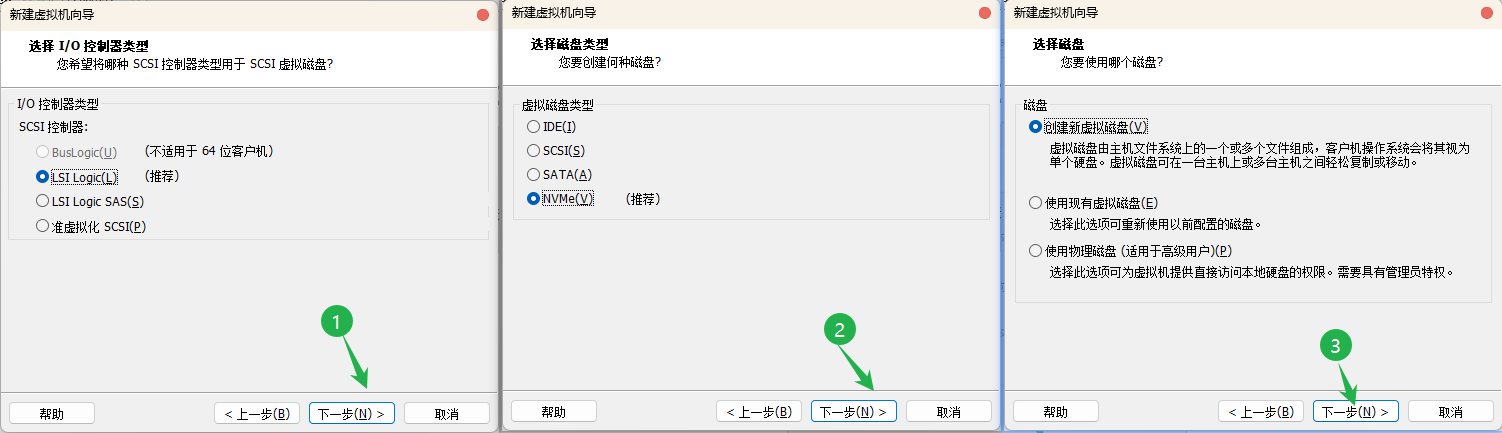 新建虚拟机向导
选择 I/O 控制器类型
您希望将哪种 SCSI 控制器类型用于 SCSI 虚拟磁盘?
I/O 控制器类型
SCSI 控制器:
BusLogic(U) (不适用于 64 位客户机)
LSI Logic(L) (推荐)
LSI Logic SAS(S)
准虚拟化 SCSI(P)
1
帮助 < 上一步(B) 下一步(N) > 取消
新建虚拟机向导
选择磁盘类型
您要创建何种磁盘?
虚拟磁盘类型
IDE(I)
SCSI(S)
SATA(A)
NVMe(V) (推荐)
2
帮助 < 上一步(B) 下一步(N) > 取消
新建虚拟机向导
选择磁盘
您要使用哪个磁盘?
磁盘
创建新虚拟磁盘(V)
虚拟磁盘由主机文件系统上的一个或多个文件组成，客户机操作系统会将其视为
单个硬盘。虚拟磁盘可在一台主机上或多台主机之间轻松复制或移动。
使用现有虚拟磁盘(E)
选择此选项可重新使用以前配置的磁盘。
使用物理磁盘 (适用于高级用户)(P)
选择此选项可为虚拟机提供直接访问本地硬盘的权限。需要具有管理员特权。
3
帮助 < 上一步(B) 下一步(N) > 取消